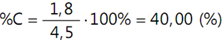 %C = 1,8/4,5 · 100% = 40,00 (%)